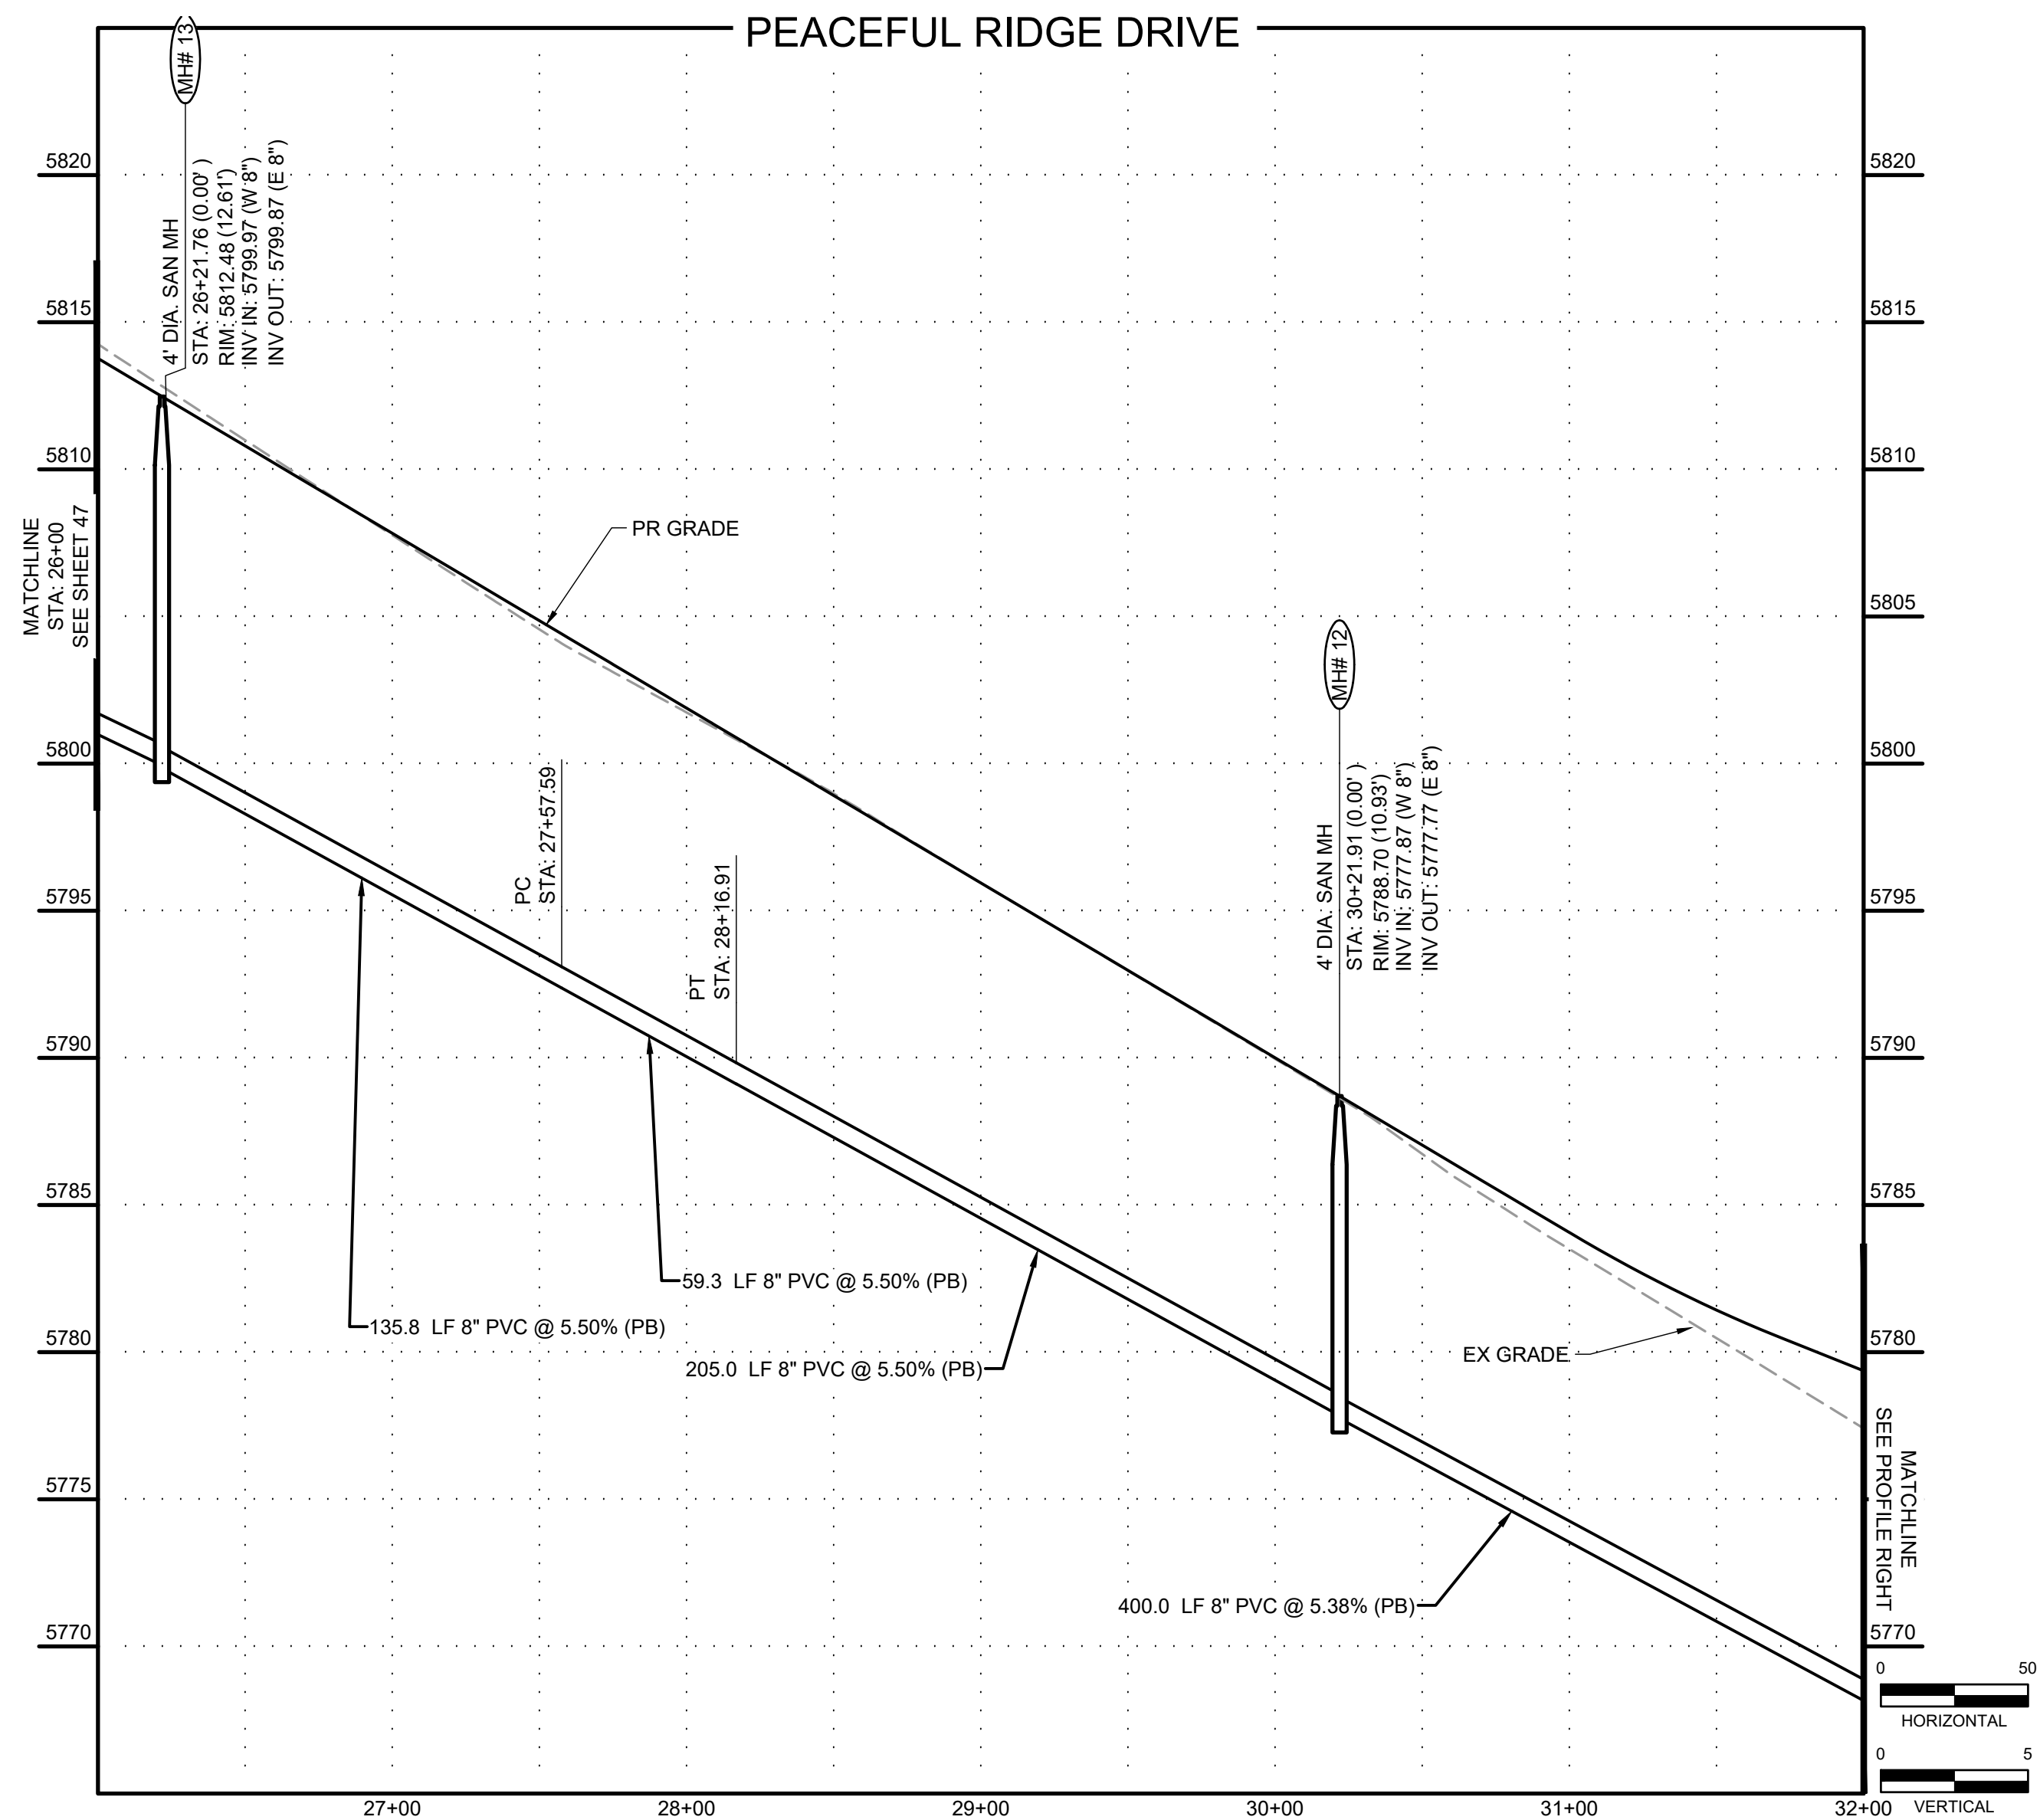 PEACEFUL RIDGE DRIVE
MH# 13
4' DIA. SAN MH
STA: 26+21.76 (0.00' )
RIM: 5812.48 (12.61')
INV IN: 5799.97 (W 8")
INV OUT: 5799.87 (E 8")
5820
5815
5810
5805
5800
5795
5790
5785
5780
5775
5770
MATCHLINE
STA: 26+00
SEE SHEET 47
PR GRADE
PC
STA: 27+57.59
PT
STA: 28+16.91
MH# 12
4' DIA. SAN MH
STA: 30+21.91 (0.00' )
RIM: 5788.70 (10.93')
INV IN: 5777.87 (W 8")
INV OUT: 5777.77 (E 8")
59.3 LF 8" PVC @ 5.50% (PB)
135.8 LF 8" PVC @ 5.50% (PB)
205.0 LF 8" PVC @ 5.50% (PB)
EX GRADE
400.0 LF 8" PVC @ 5.38% (PB)
5820
5815
5810
5805
5800
5795
5790
5785
5780
5770
MATCHLINE
SEE PROFILE RIGHT
0 50
HORIZONTAL
0 5
VERTICAL
27+00
28+00
29+00
30+00
31+00
32+00